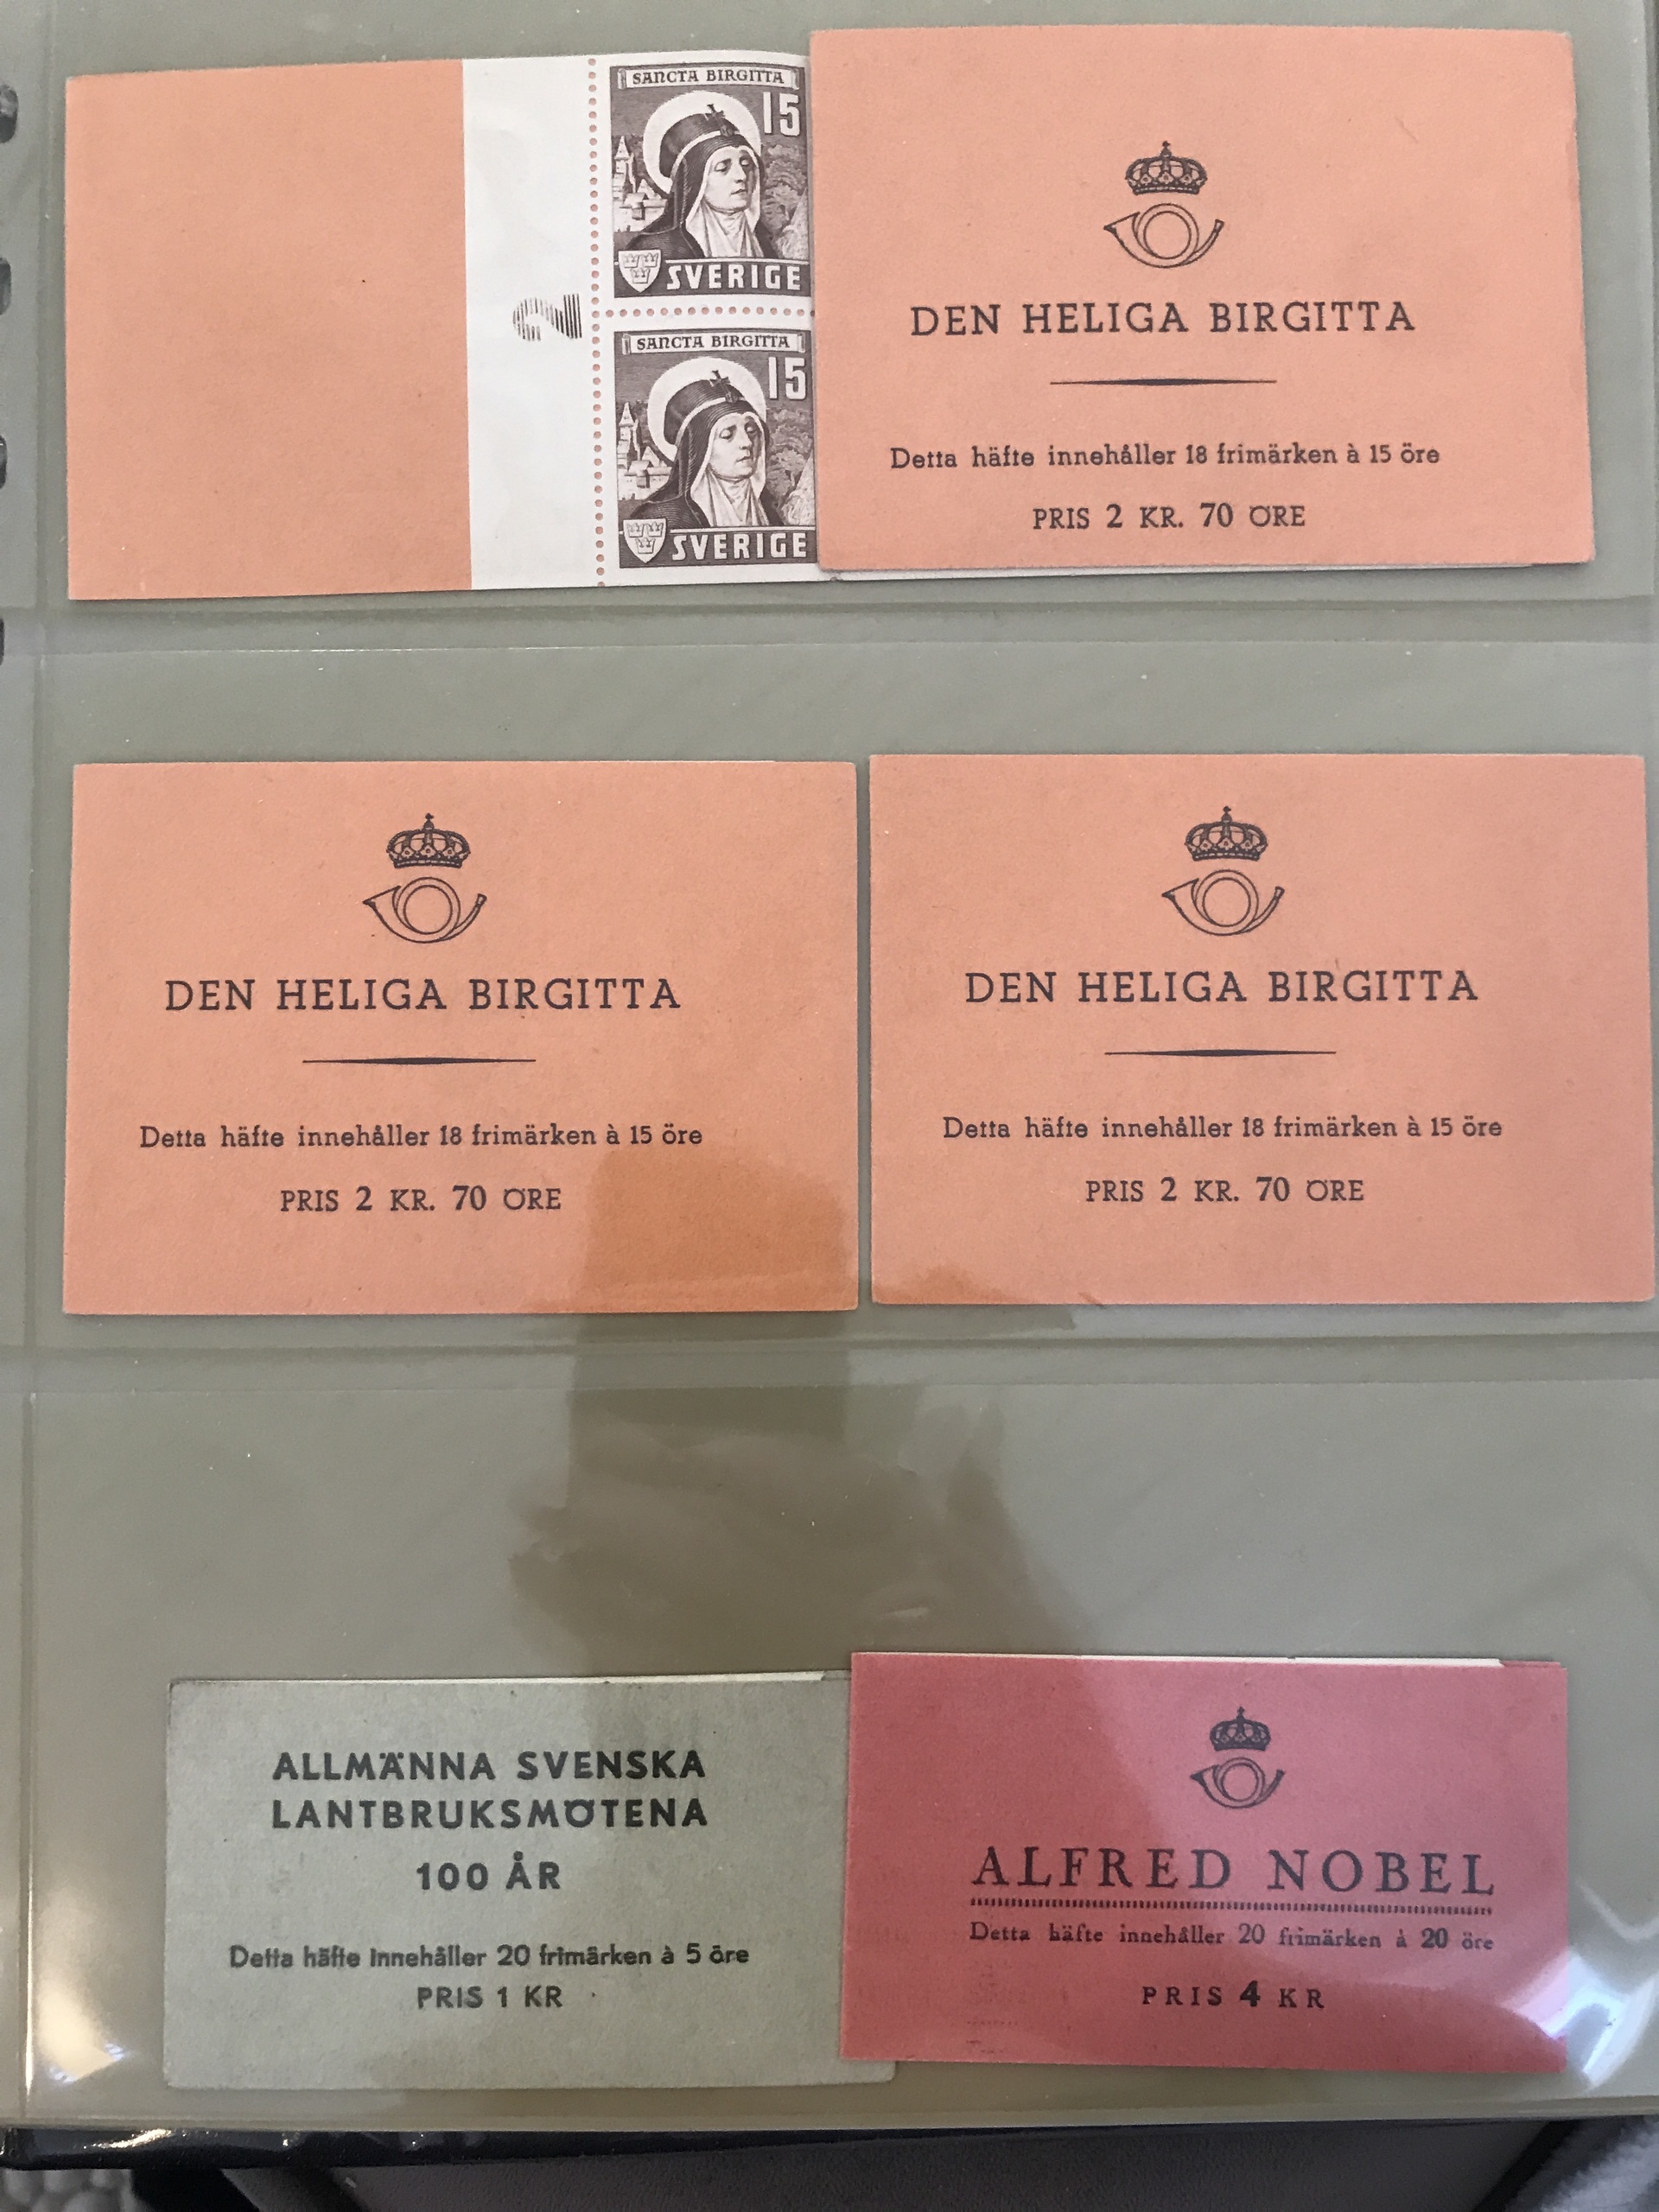 SANCTA BIRGITTA
15
SVERIGE
2
SANCTA BIRGITTA
15
SVERIGE
DEN HELIGA BIRGITTA
Detta häfte innehåller 18 frimärken à 15 öre
PRIS 2 KR. 70 ÖRE
DEN HELIGA BIRGITTA
Detta häfte innehåller 18 frimärken à 15 öre
PRIS 2 KR. 70 ÖRE
DEN HELIGA BIRGITTA
Detta häfte innehåller 18 frimärken à 15 öre
PRIS 2 KR. 70 ÖRE
ALLMÄNNA SVENSKA
LANTBRUKSMÖTENA
100 ÅR
Detta häfte innehåller 20 frimärken à 5 öre
PRIS 1 KR
ALFRED NOBEL
Detta häfte innehåller 20 frimärken à 20 öre
PRIS 4 KR